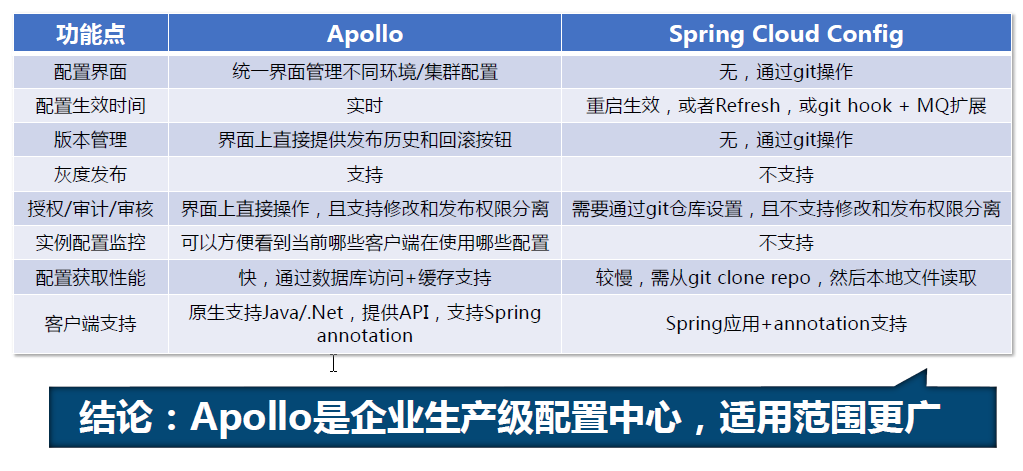 功能点 Apollo Spring Cloud Config
配置界面 统一界面管理不同环境/集群配置 无，通过git操作
配置生效时间 实时 重启生效，或者Refresh，或git hook + MQ扩展
版本管理 界面上直接提供发布历史和回滚按钮 无，通过git操作
灰度发布 支持 不支持
授权/审计/审核 界面上直接操作，且支持修改和发布权限分离 需要通过git仓库设置，且不支持修改和发布权限分离
实例配置监控 可以方便看到当前哪些客户端在使用哪些配置 不支持
配置获取性能 快，通过数据库访问+缓存支持 较慢，需从git clone repo，然后本地文件读取
客户端支持 原生支持Java/.Net，提供API，支持Spring
annotation Spring应用+annotation支持
结论：Apollo是企业生产级配置中心，适用范围更广